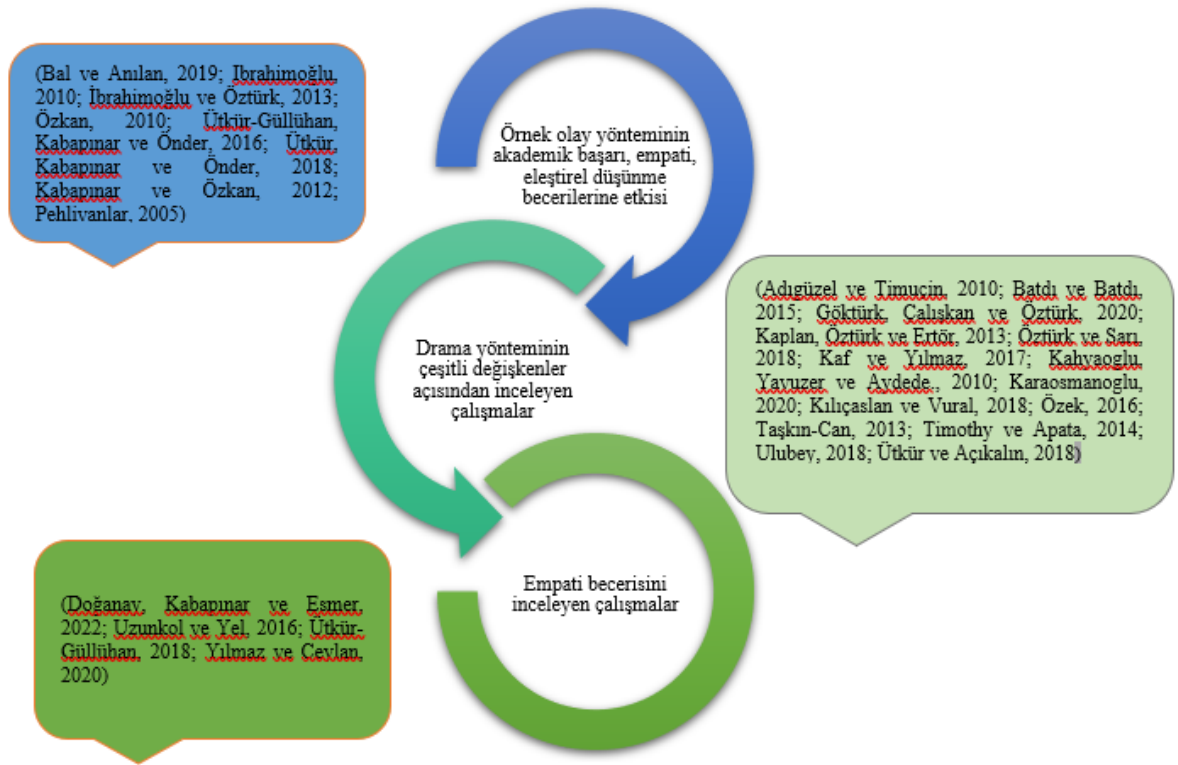 (Bal ve Anılan, 2019; Ibrahimoğlu,
2010; İbrahimoğlu ve Öztürk, 2013;
Özkan, 2010; Ütkür-Güllühan,
Kabapınar ve Önder, 2016; Ütkür,
Kabapınar ve Önder, 2018;
Kabapınar ve Özkan, 2012;
Pehlivanlar, 2005)
Örnek olay yönteminin
akademik başarı, empati,
eleştirel düşünme
becerilerine etkisi
(Adıgüzel ve Timuçin, 2010; Batdı ve Batdı,
2015; Göktürk, Çalışkan ve Öztürk, 2020;
Kaplan, Öztürk ve Ertör, 2013; Öztürk ve Sarı,
2018; Kaf ve Yılmaz, 2017; Kahyaoglu,
Yavuzer ve Aydede., 2010; Karaosmanoglu,
2020; Kılıçaslan ve Vural, 2018; Özek, 2016;
Taşkın-Can, 2013; Timothy ve Apata, 2014;
Ulubey, 2018; Ütkür ve Açıkalın, 2018)
Drama yönteminin
çeşitli değişkenler
açısından inceleyen
çalışmalar
(Doğanay, Kabapınar ve Eşmer,
2022; Uzunkol ve Yel, 2016; Ütkür-
Güllühan, 2018; Yılmaz ve Ceylan,
2020)
Empati becerisini
inceleyen çalışmalar